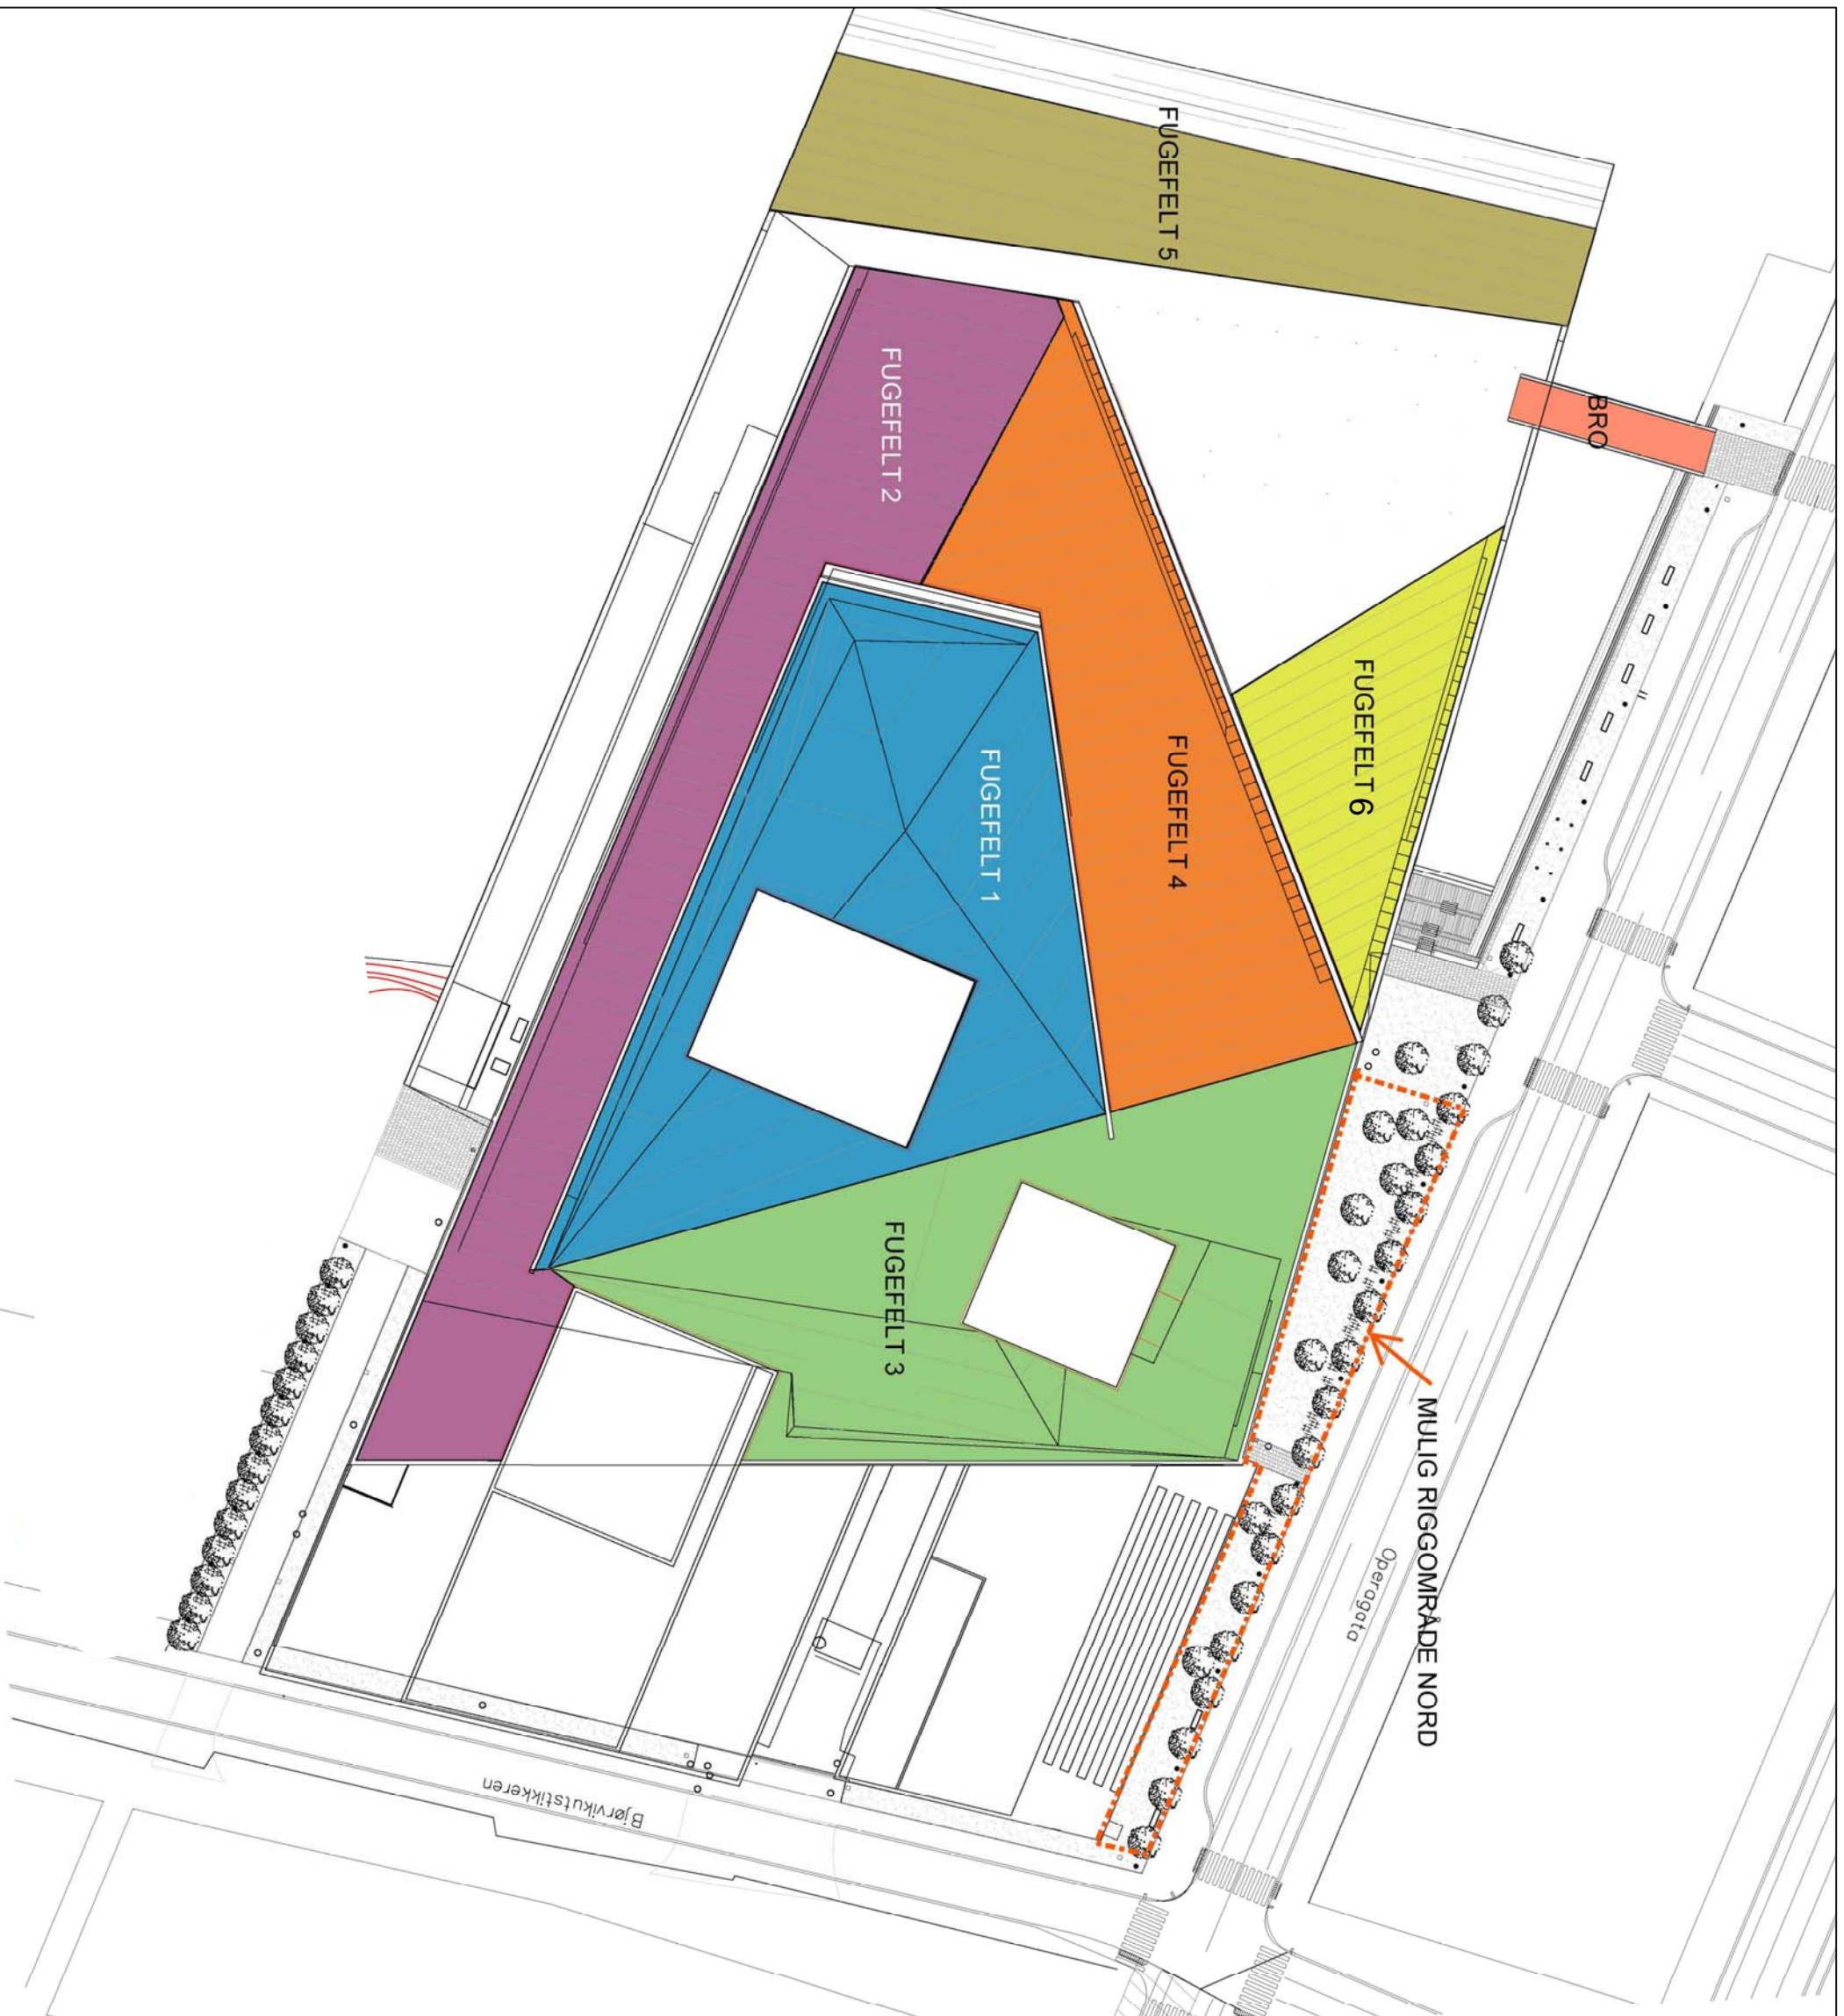 FUGEFELT 5
BRO
FUGEFELT 2
FUGEFELT 6
FUGEFELT 4
FUGEFELT 1
FUGEFELT 3
MULIG RIGGOMRÅDE NORD
Operagata
Bjørvikutstikkeren